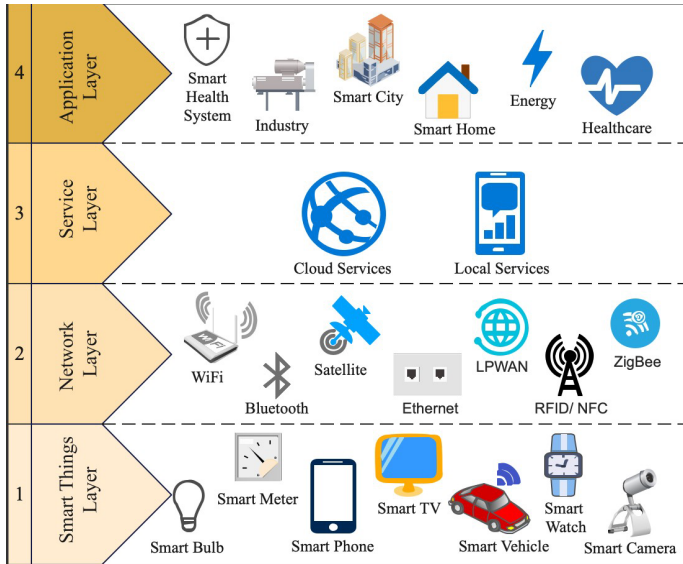 4
Application
Layer
Smart
Health
System
Industry
Smart City
Smart Home
Energy
Healthcare
3
Service
Layer
Cloud Services
Local Services
2
Network
Layer
WiFi
WiFi
Bluetooth
Satellite
Ethernet
LPWAN
RFID/ NFC
ZigBee
1
Smart Things
Layer
Smart Bulb
Smart Meter
Smart Phone
Smart TV
Smart Vehicle
Smart
Watch
Smart Camera